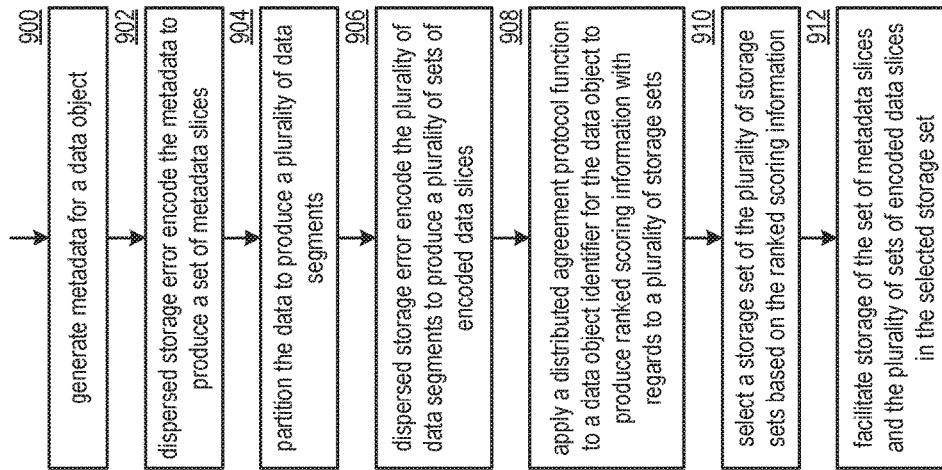 900
generate metadata for a data object
902
dispersed storage error encode the metadata to
produce a set of metadata slices
904
partition the data to produce a plurality of data
segments
906
dispersed storage error encode the plurality of
data segments to produce a plurality of sets of
encoded data slices
908
apply a distributed agreement protocol function
to a data object identifier for the data object to
produce ranked scoring information with
regards to a plurality of storage sets
910
select a storage set of the plurality of storage
sets based on the ranked scoring information
912
facilitate storage of the set of metadata slices
and the plurality of sets of encoded data slices
in the selected storage set